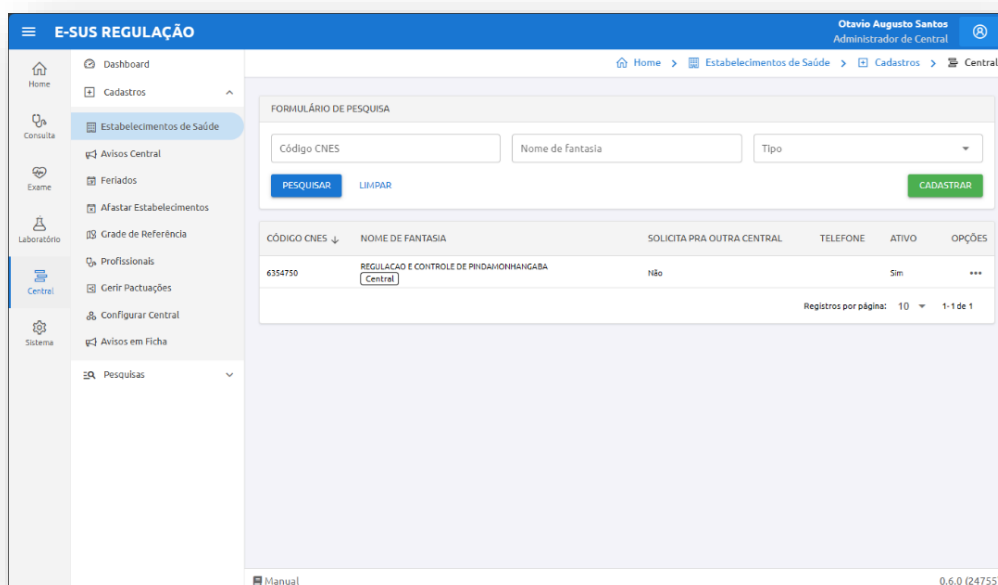 E-SUS REGULAÇÃO
Otavio Augusto Santos
Administrador de Central
Home
Consulta
Exame
Laboratório
Central
Sistema
Dashboard
Cadastros
Estabelecimentos de Saúde
Avisos Central
Feriados
Afastar Estabelecimentos
Grade de Referência
Profissionais
Gerir Pactuações
Configurar Central
Avisos em Ficha
Pesquisas
Home > Estabelecimentos de Saúde > Cadastros > Central
FORMULÁRIO DE PESQUISA
Código CNES Nome de fantasia Tipo
PESQUISAR LIMPAR CADASTRAR
CÓDIGO CNES ↓ NOME DE FANTASIA SOLICITA PRA OUTRA CENTRAL TELEFONE ATIVO OPÇÕES
6354750 REGULACAO E CONTROLE DE PINDAMONHANGABA Não Sim
Central
Registros por página: 10 1-1 de 1
Manual 0.6.0 (24755